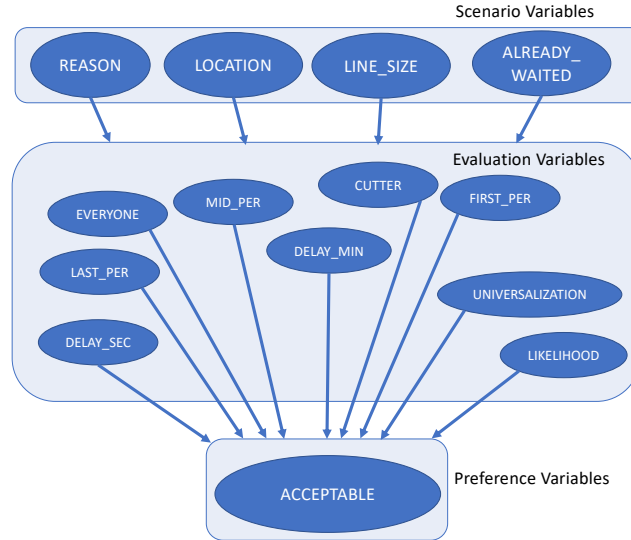 Scenario Variables
REASON
LOCATION
LINE_SIZE
ALREADY_
WAITED
Evaluation Variables
EVERYONE
MID_PER
CUTTER
FIRST_PER
LAST_PER
DELAY_MIN
UNIVERSALIZATION
DELAY_SEC
LIKELIHOOD
ACCEPTABLE
Preference Variables